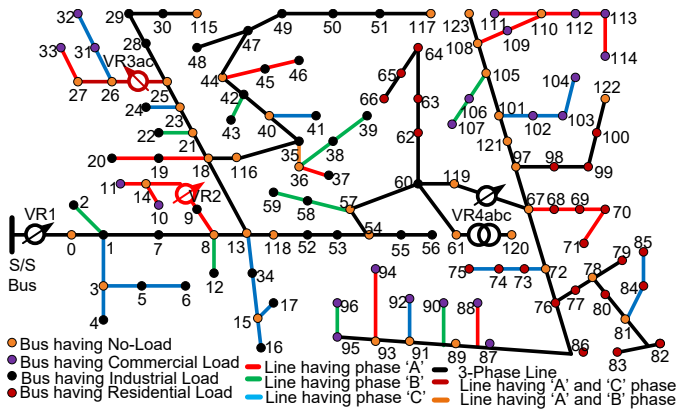 32 29 30 115 48 47 49 50 51 117 123 111 110 112 113
33 31 28 64 108 109 114
VR3ac 44 45 46 65 105 104
27 26 25 42 66 63 106 122
24 23 43 40 41 39 107 101 102 103
22 21 35 38 62 121 100
20 19 18 116 36 37 97 98 99
11 14 VR2 60 119
2 10 9 59 58 57 67 68 69 70
VR1 54 VR4abc 71
0 1 7 8 13 118 52 53 55 56 61 120
S/S
Bus
12 34 94 75 74 73 72 79 85
3 5 6 17 78
96 92 90 88 76 77 80 84
4 15 81
16 95 93 91 89 87 86 83 82
Bus having No-Load
Bus having Commercial Load
Bus having Industrial Load
Bus having Residential Load
Line having phase 'A'
Line having phase 'B'
Line having phase 'C'
3-Phase Line
Line having 'A' and 'C' phase
Line having 'A' and 'B' phase